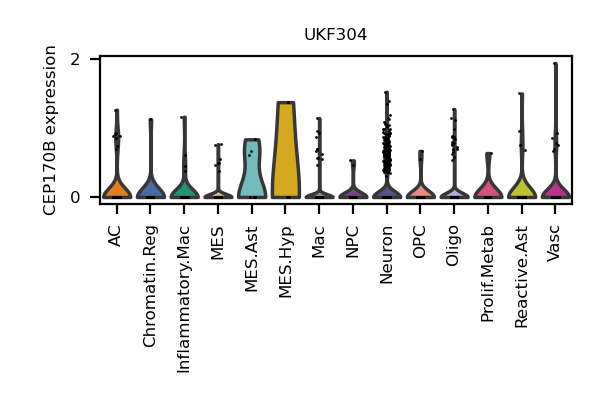 UKF304
CEP170B expression
2
0
AC
Chromatin.Reg
Inflammatory.Mac
MES
MES.Ast
MES.Hyp
Mac
NPC
Neuron
OPC
Oligo
Prolif.Metab
Reactive.Ast
Vasc